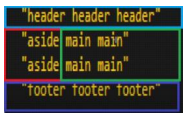 "header header header"
"aside main main"
"aside main main"
"footer footer footer"